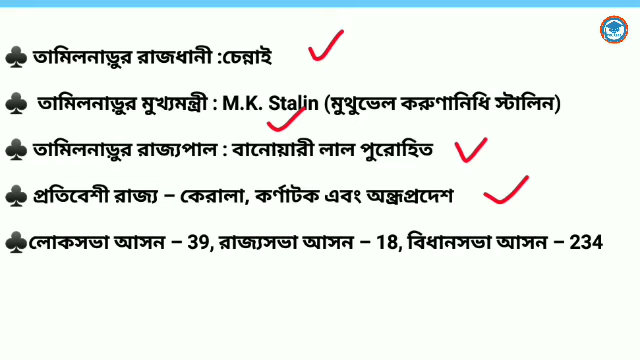 ♣ তামিলনাড়ুর রাজধানী :চেন্নাই
♣ তামিলনাড়ুর মুখ্যমন্ত্রী : M.K. Stalin (মুথুভেল করুণানিধি স্টালিন)
♣ তামিলনাড়ুর রাজ্যপাল : বানোয়ারী লাল পুরোহিত
♣ প্রতিবেশী রাজ্য – কেরালা, কর্ণাটক এবং অন্ধ্রপ্রদেশ
♣লোকসভা আসন – 39, রাজ্যসভা আসন – 18, বিধানসভা আসন – 234